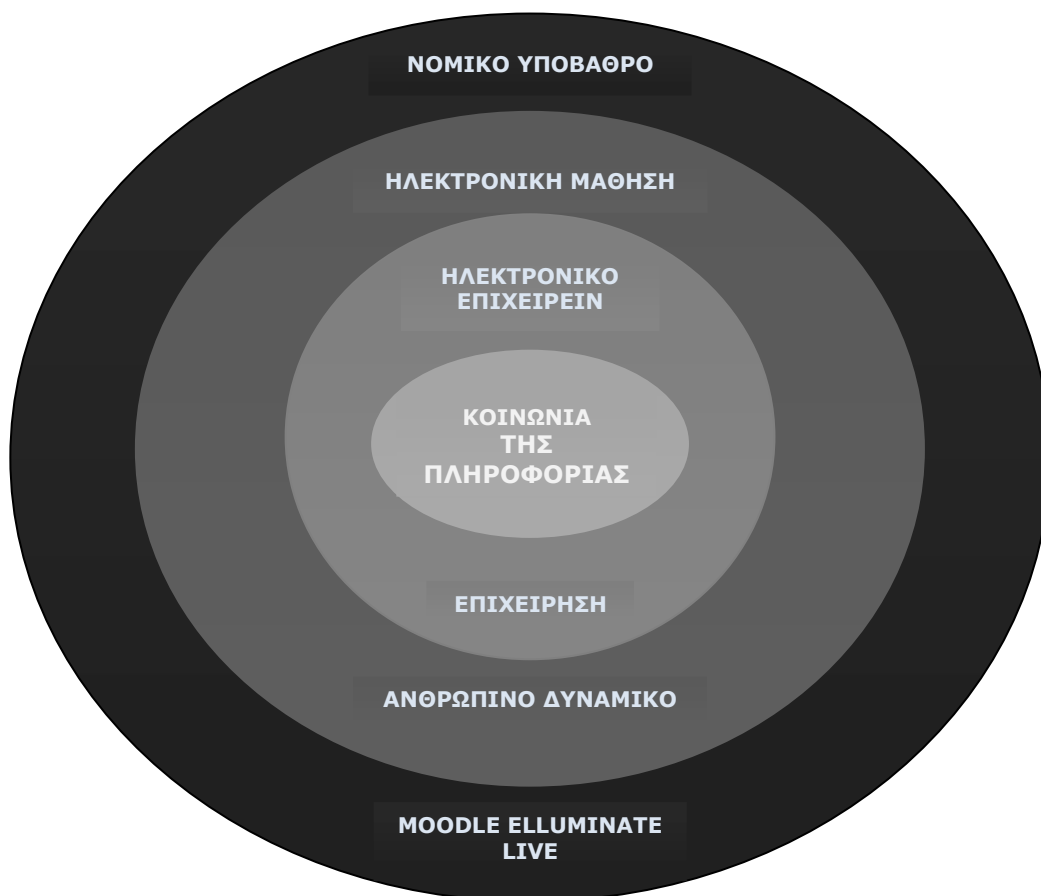 ΝΟΜΙΚΟ ΥΠΟΒΑΘΡΟ
ΗΛΕΚΤΡΟΝΙΚΗ ΜΑΘΗΣΗ
ΗΛΕΚΤΡΟΝΙΚΟ
ΕΠΙΧΕΙΡΕΙΝ
ΚΟΙΝΩΝΙΑ
ΤΗΣ
ΠΛΗΡΟΦΟΡΙΑΣ
ΕΠΙΧΕΙΡΗΣΗ
ΑΝΘΡΩΠΙΝΟ ΔΥΝΑΜΙΚΟ
MOODLE ELLUMINATE
LIVE